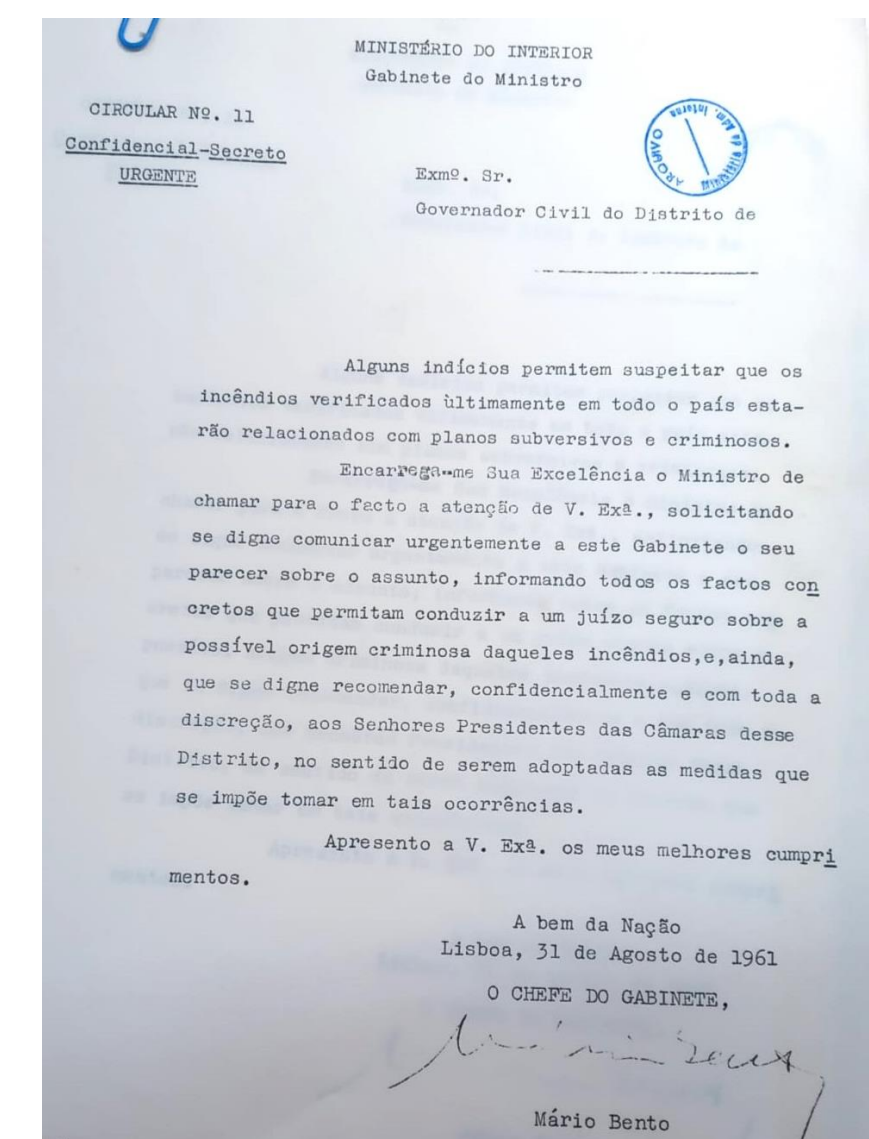 MINISTÉRIO DO INTERIOR
Gabinete do Ministro
CIRCULAR Nº. 11
Confidencial-Secreto
URGENTE
ARQUIVO
Exmº. Sr.
Governador Civil do Distrito de
Alguns indícios permitem suspeitar que os
incêndios verificados ùltimamente em todo o país esta-
rão relacionados com planos subversivos e criminosos.
Encarrega-me Sua Excelência o Ministro de
chamar para o facto a atenção de V. Exª., solicitando
se digne comunicar urgentemente a este Gabinete o seu
parecer sobre o assunto, informando todos os factos con
cretos que permitam conduzir a um juízo seguro sobre a
possível origem criminosa daqueles incêndios,e,ainda,
que se digne recomendar, confidencialmente e com toda a
discreção, aos Senhores Presidentes das Câmaras desse
Distrito, no sentido de serem adoptadas as medidas que
se impõe tomar em tais ocorrências.
Apresento a V. Exª. os meus melhores cumpri
mentos.
A bem da Nação
Lisboa, 31 de Agosto de 1961
O CHEFE DO GABINETE,
Mário Bento